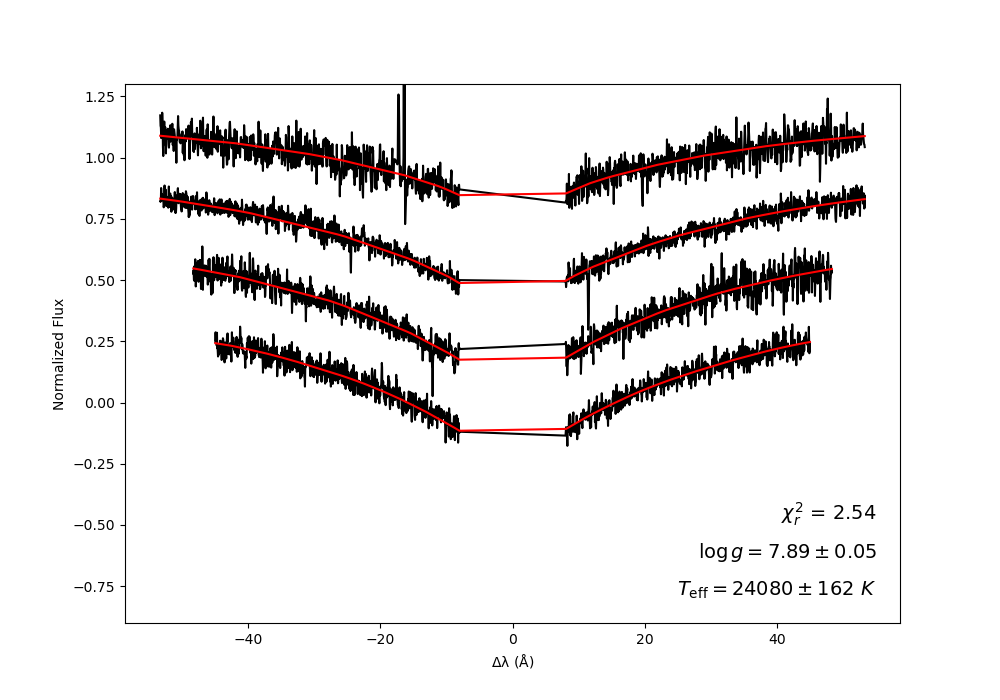 1.25
1.00
0.75
0.50
0.25
0.00
−0.25
−0.50
−0.75
Normalized Flux
χ²ᵣ = 2.54
log g = 7.89 ± 0.05
T_eff = 24080 ± 162 K
−40 −20 0 20 40
Δλ (Å)